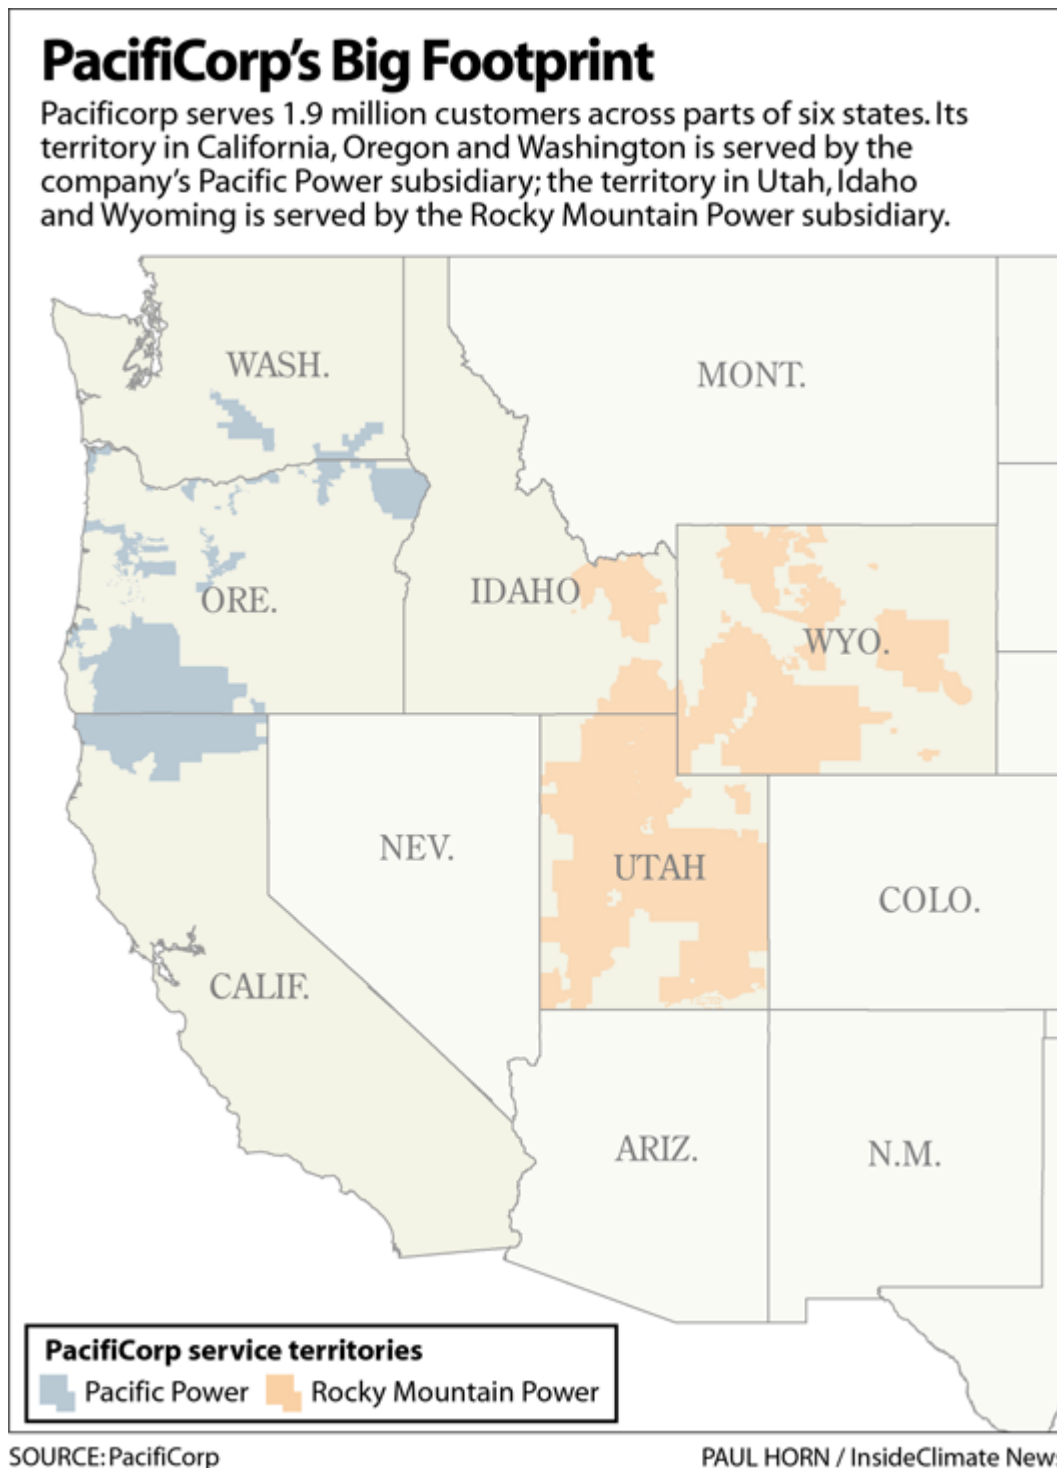 PacifiCorp's Big Footprint
Pacificorp serves 1.9 million customers across parts of six states. Its
territory in California, Oregon and Washington is served by the
company's Pacific Power subsidiary; the territory in Utah, Idaho
and Wyoming is served by the Rocky Mountain Power subsidiary.
WASH.
MONT.
IDAHO
ORE.
WYO.
NEV.
UTAH
COLO.
CALIF.
ARIZ.
N.M.
PacifiCorp service territories
Pacific Power
Rocky Mountain Power
SOURCE: PacifiCorp
PAUL HORN / InsideClimate News